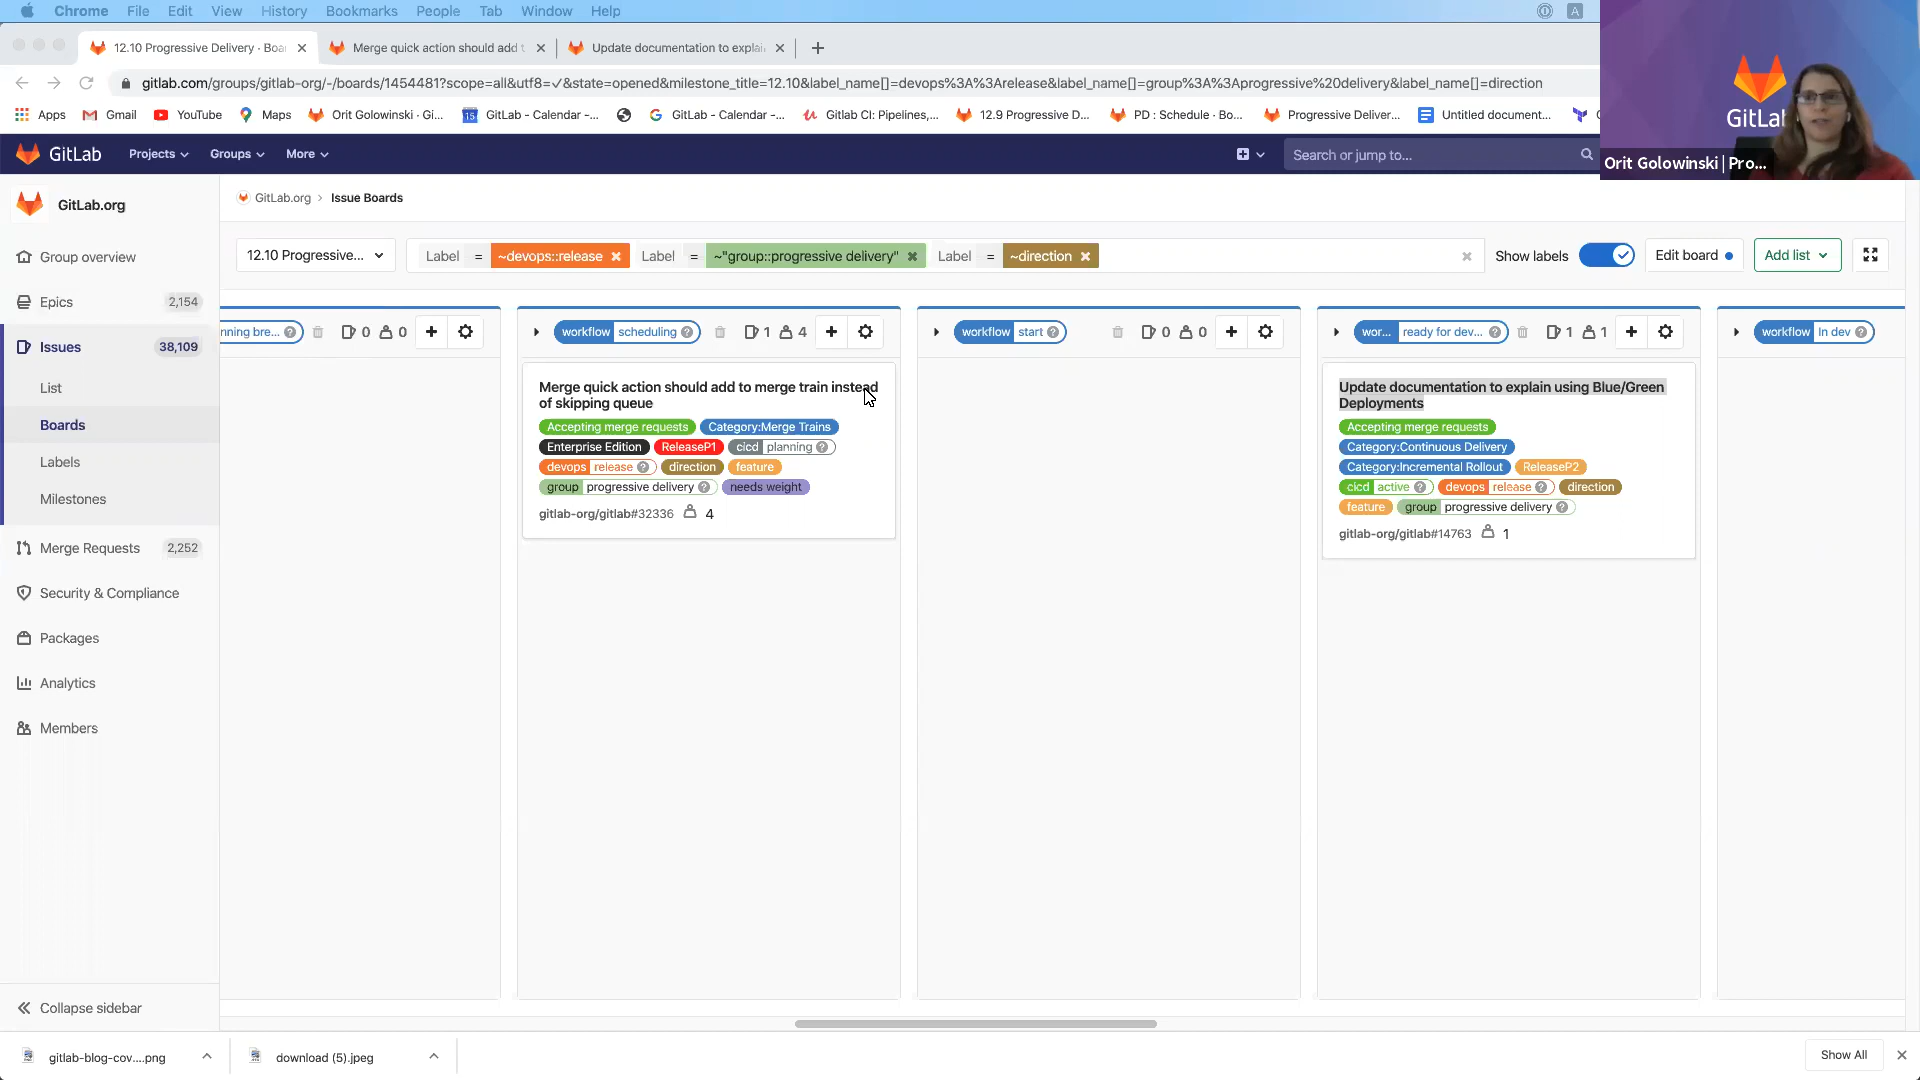 Chrome File Edit View History Bookmarks People Tab Window Help
12.10 Progressive Delivery · Boa
Merge quick action should add t
Update documentation to explai
gitlab.com/groups/gitlab-org/-/boards/1454481?scope=all&utf8=✓&state=opened&milestone_title=12.10&label_name[]=devops%3A%3Arelease&label_name[]=group%3A%3Aprogressive%20delivery&label_name[]=direction
Apps Gmail YouTube Maps Orit Golowinski · Gi... GitLab - Calendar -... GitLab - Calendar -... Gitlab CI: Pipelines,... 12.9 Progressive D... PD : Schedule · Bo... Progressive Deliver... Untitled document...
GitLab
Orit Golowinski | Pro...
GitLab Projects Groups More Search or jump to...
GitLab.org
GitLab.org > Issue Boards
12.10 Progressive... Label = ~devops::release Label = ~"group::progressive delivery" Label = ~direction Show labels Edit board Add list
Group overview
Epics 2,154
Issues 38,109
List
Boards
Labels
Milestones
Merge Requests 2,252
Security & Compliance
Packages
Analytics
Members
Collapse sidebar
nning bre... 0 0
workflow scheduling 1 4
Merge quick action should add to merge train instead
of skipping queue
Accepting merge requests Category:Merge Trains
Enterprise Edition ReleaseP1 cicd planning
devops release direction feature
group progressive delivery needs weight
gitlab-org/gitlab#32336 4
workflow start 0 0
wor... ready for dev... 1 1
Update documentation to explain using Blue/Green
Deployments
Accepting merge requests
Category:Continuous Delivery
Category:Incremental Rollout ReleaseP2
cicd active devops release direction
feature group progressive delivery
gitlab-org/gitlab#14763 1
workflow In dev
gitlab-blog-cov....png
download (5).jpeg
Show All